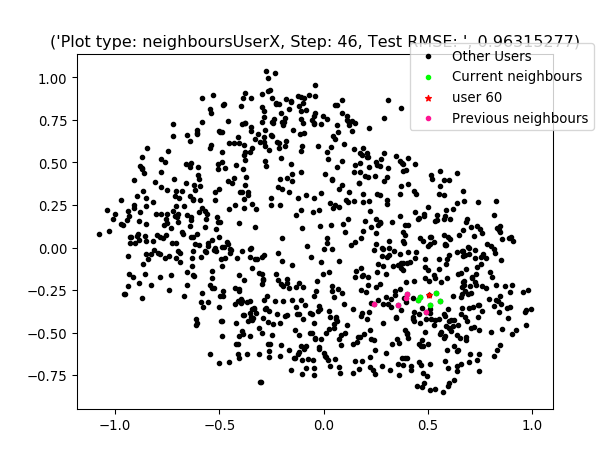 ('Plot type: neighboursUserX, Step: 46, Test RMSE: ', 0.96315277)
Other Users
Current neighbours
user 60
Previous neighbours
1.00
0.75
0.50
0.25
0.00
−0.25
−0.50
−0.75
−1.0 −0.5 0.0 0.5 1.0